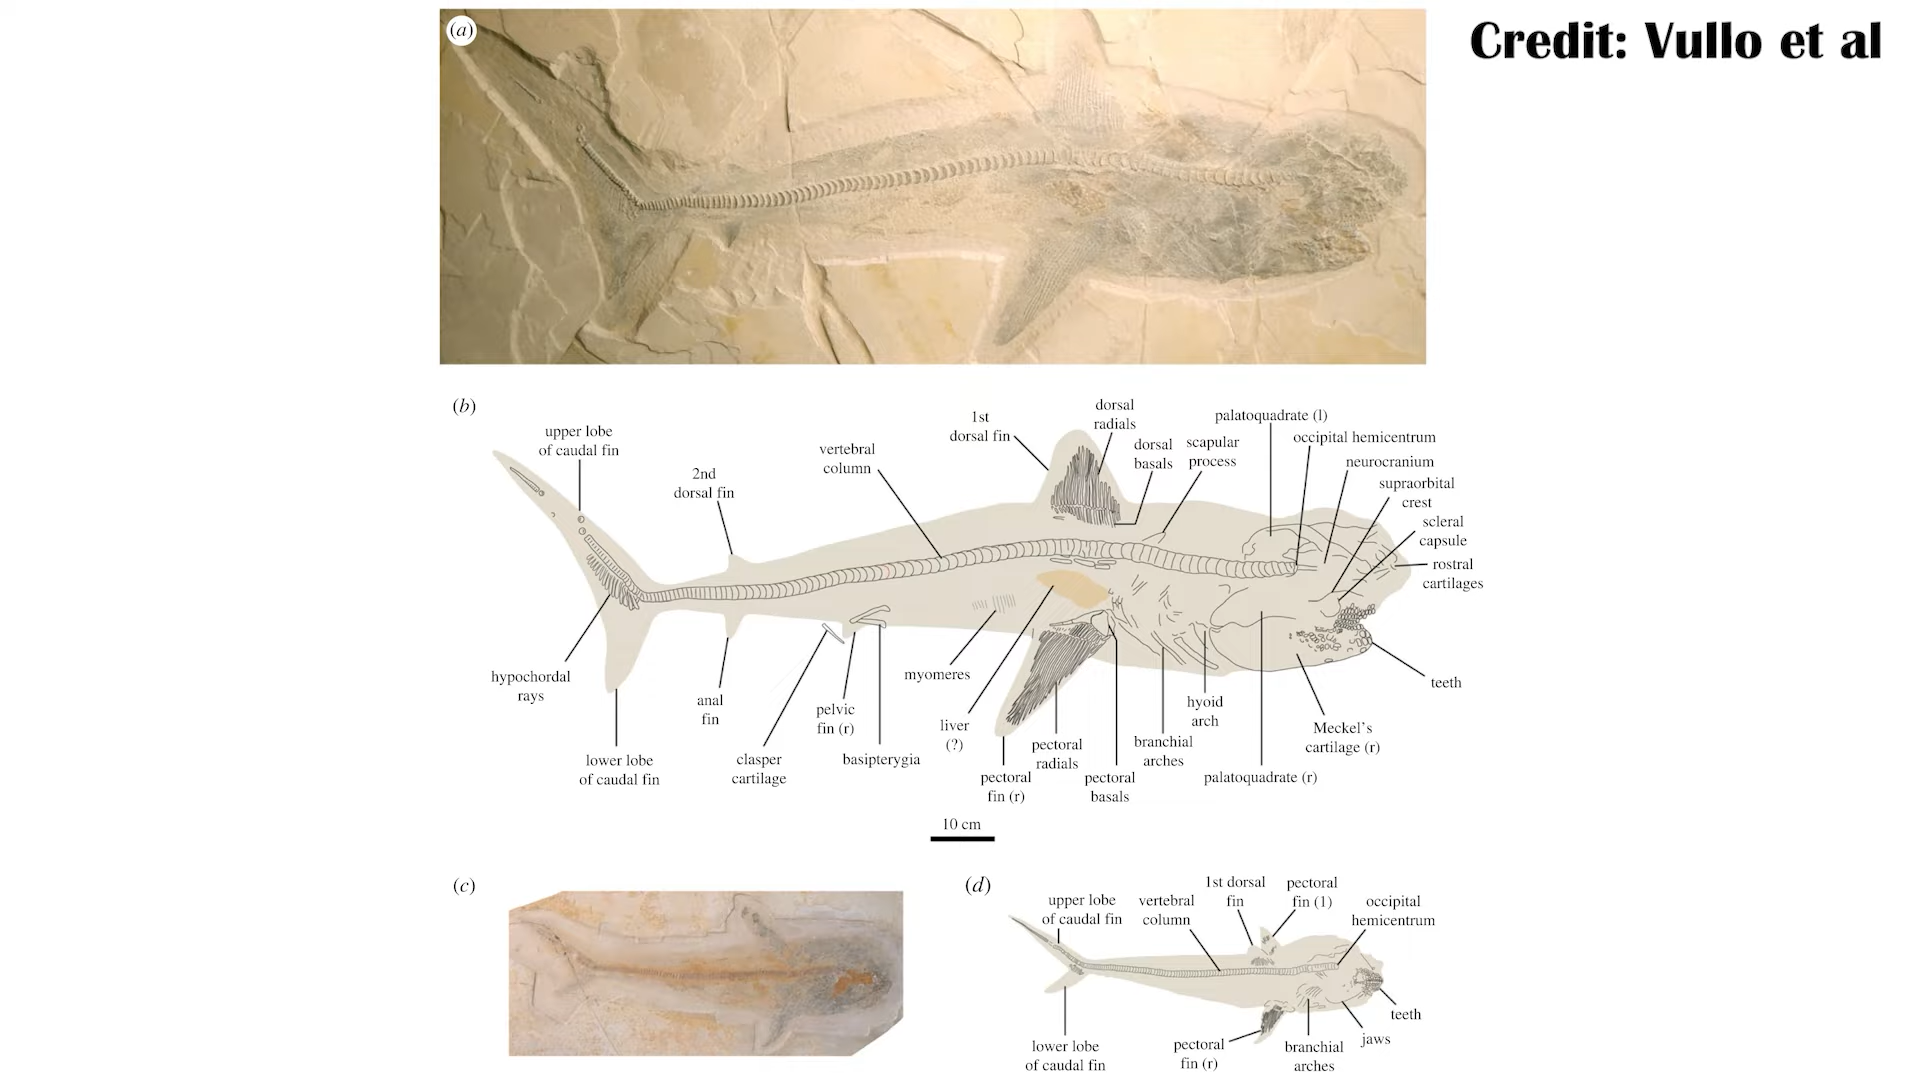 (a)
Credit: Vullo et al
(b)
upper lobe
of caudal fin
2nd
dorsal fin
vertebral
column
1st
dorsal fin
dorsal
radials
dorsal
basals
scapular
process
palatoquadrate (l)
occipital hemicentrum
neurocranium
supraorbital
crest
scleral
capsule
rostral
cartilages
hypochordal
rays
lower lobe
of caudal fin
anal
fin
clasper
cartilage
pelvic
fin (r)
basipterygia
myomeres
liver
(?)
pectoral
fin (r)
pectoral
radials
pectoral
basals
branchial
arches
hyoid
arch
palatoquadrate (r)
Meckel's
cartilage (r)
teeth
10 cm
(c)
(d)
upper lobe
of caudal fin
vertebral
column
1st dorsal
fin
pectoral
fin (1)
occipital
hemicentrum
lower lobe
of caudal fin
pectoral
fin (r)
branchial
arches
jaws
teeth